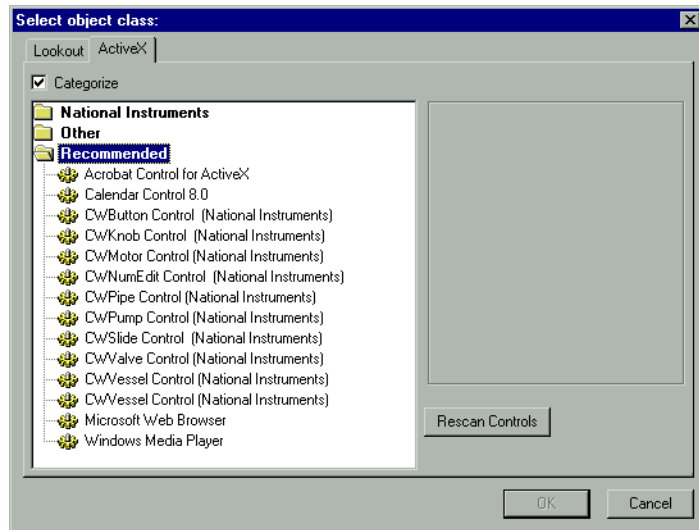 Select object class:
Lookout
ActiveX
Categorize
National Instruments
Other
Recommended
Acrobat Control for ActiveX
Calendar Control 8.0
CWButton Control  (National Instruments)
CWKnob Control  (National Instruments)
CWMotor Control (National Instruments)
CWNumEdit Control  (National Instruments)
CWPipe Control (National Instruments)
CWPump Control (National Instruments)
CWSlide Control  (National Instruments)
CWValve Control (National Instruments)
CWVessel Control (National Instruments)
CWVessel Control (National Instruments)
Microsoft Web Browser
Windows Media Player
Rescan Controls
OK
Cancel